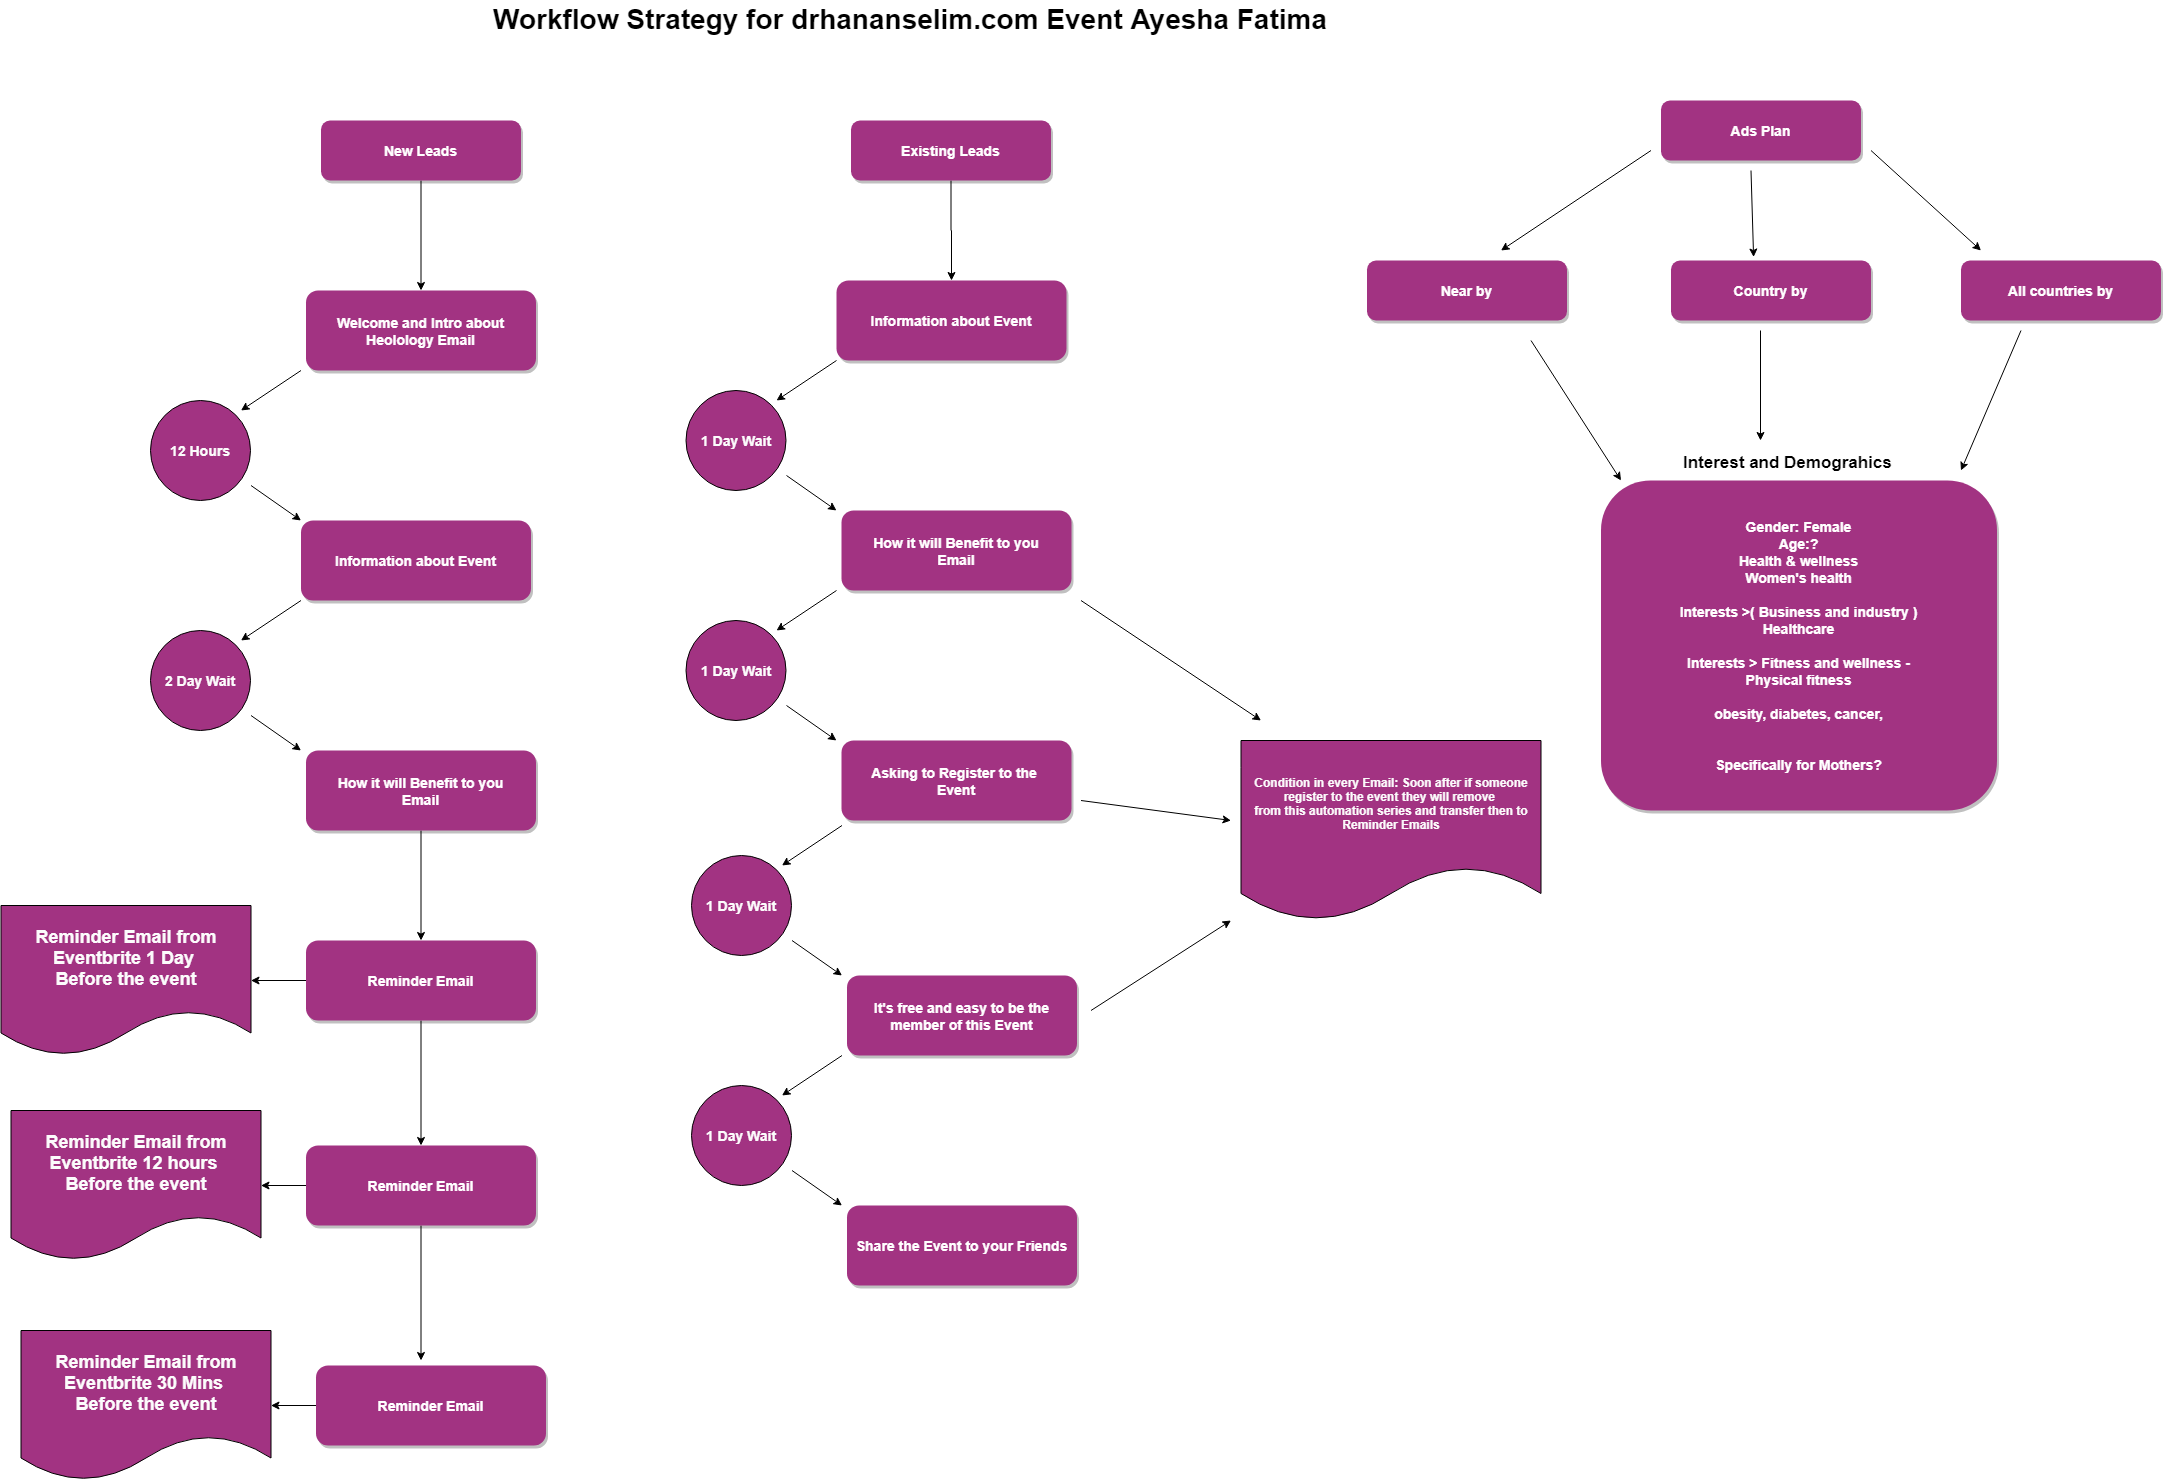 Workflow Strategy for drhananselim.com Event Ayesha Fatima
New Leads
Welcome and Intro about
Heolology Email
12 Hours
Information about Event
2 Day Wait
How it will Benefit to you
Email
Reminder Email
Reminder Email from
Eventbrite 1 Day
Before the event
Reminder Email
Reminder Email from
Eventbrite 12 hours
Before the event
Reminder Email
Reminder Email from
Eventbrite 30 Mins
Before the event
Existing Leads
Information about Event
1 Day Wait
How it will Benefit to you
Email
1 Day Wait
Asking to Register to the
Event
1 Day Wait
It's free and easy to be the
member of this Event
1 Day Wait
Share the Event to your Friends
Condition in every Email: Soon after if someone
register to the event they will remove
from this automation series and transfer then to
Reminder Emails
Ads Plan
Near by
Country by
All countries by
Interest and Demograhics
Gender: Female
Age:?
Health & wellness
Women's health
Interests >( Business and industry )
Healthcare
Interests > Fitness and wellness -
Physical fitness
obesity, diabetes, cancer,
Specifically for Mothers?